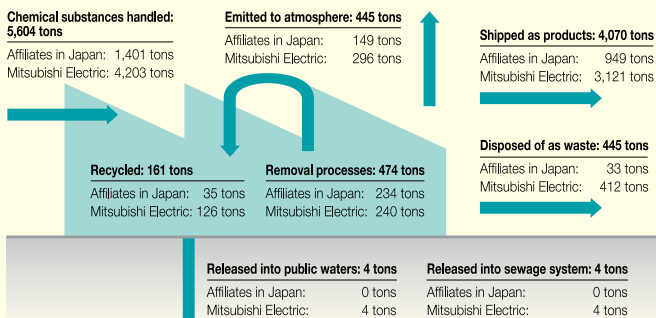 Chemical substances handled:
5,604 tons
Affiliates in Japan: 1,401 tons
Mitsubishi Electric: 4,203 tons
Emitted to atmosphere: 445 tons
Affiliates in Japan: 149 tons
Mitsubishi Electric: 296 tons
Shipped as products: 4,070 tons
Affiliates in Japan: 949 tons
Mitsubishi Electric: 3,121 tons
Recycled: 161 tons
Affiliates in Japan: 35 tons
Mitsubishi Electric: 126 tons
Removal processes: 474 tons
Affiliates in Japan: 234 tons
Mitsubishi Electric: 240 tons
Disposed of as waste: 445 tons
Affiliates in Japan: 33 tons
Mitsubishi Electric: 412 tons
Released into public waters: 4 tons
Affiliates in Japan: 0 tons
Mitsubishi Electric: 4 tons
Released into sewage system: 4 tons
Affiliates in Japan: 0 tons
Mitsubishi Electric: 4 tons